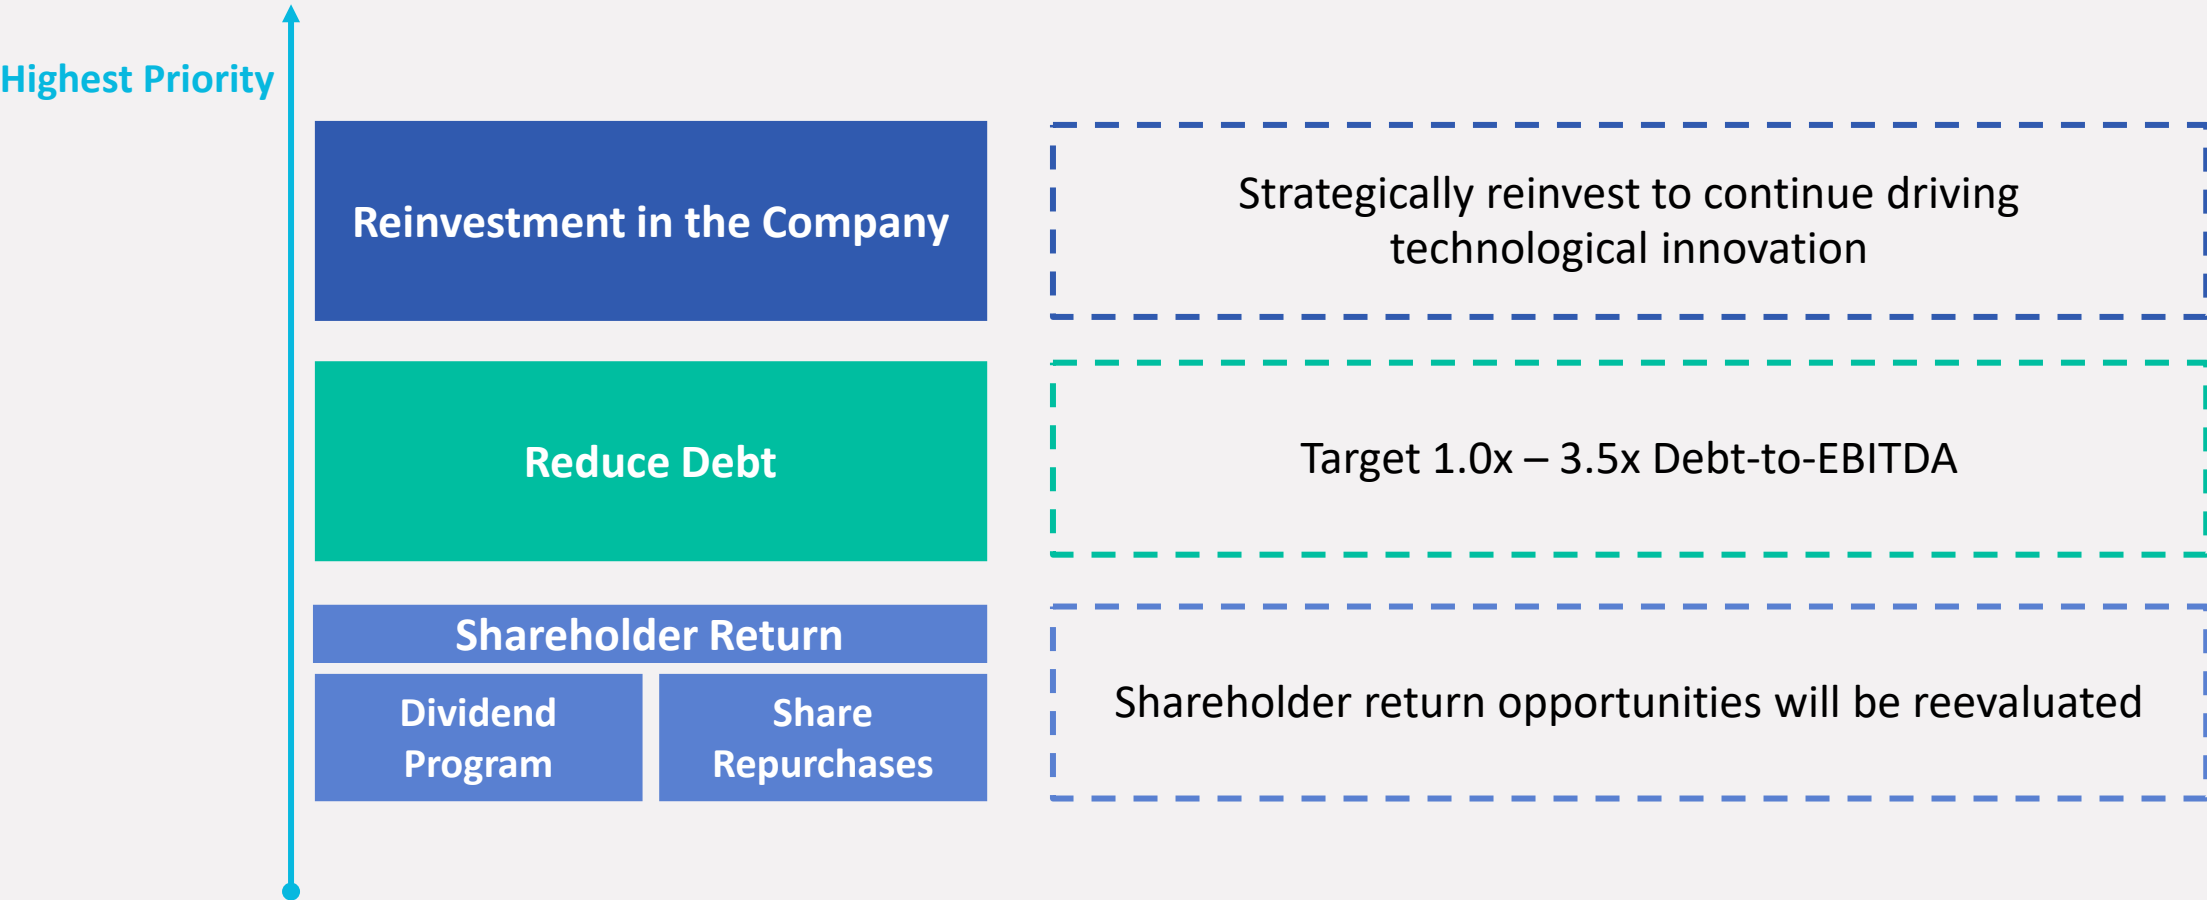 Highest Priority
Reinvestment in the Company
Strategically reinvest to continue driving
technological innovation
Reduce Debt
Target 1.0x – 3.5x Debt-to-EBITDA
Shareholder Return
Dividend
Program
Share
Repurchases
Shareholder return opportunities will be reevaluated